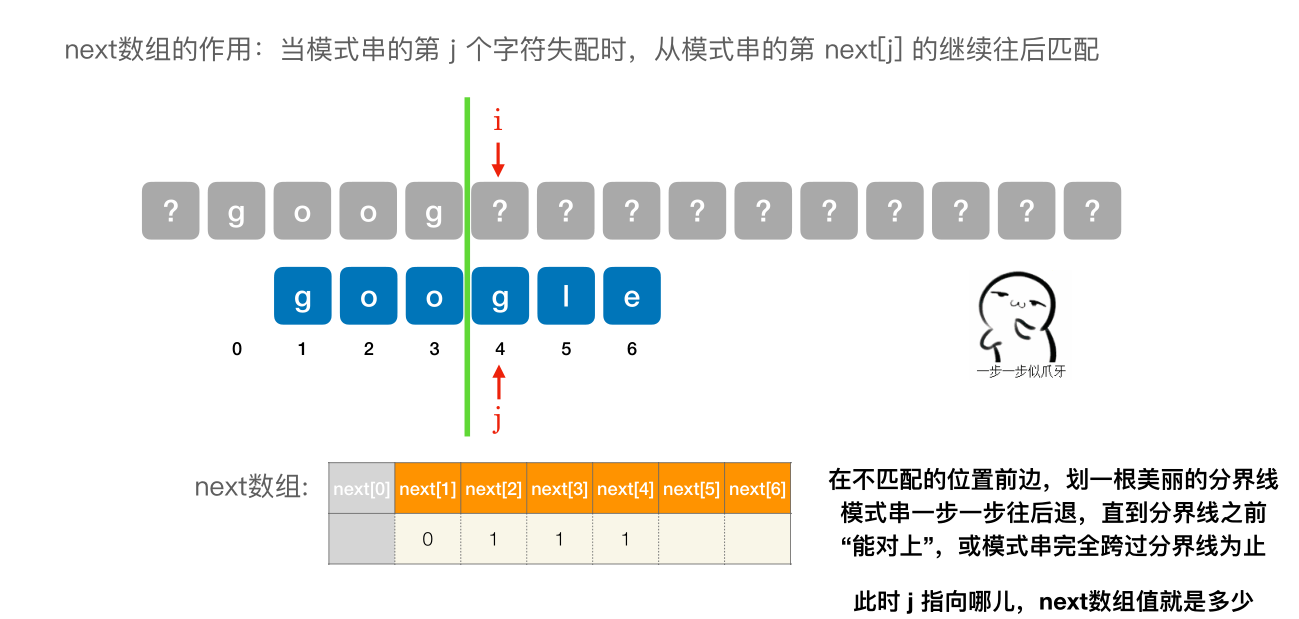 next数组的作用：当模式串的第 j 个字符失配时，从模式串的第 next[j] 的继续往后匹配
i
? g o o g ? ? ? ? ? ? ? ? ? ?
g o o g l e
0 1 2 3 4 5 6
j
一步一步似爪牙
next数组:
next[0] next[1] next[2] next[3] next[4] next[5] next[6]
0 1 1 1
在不匹配的位置前边，划一根美丽的分界线
模式串一步一步往后退，直到分界线之前
“能对上”，或模式串完全跨过分界线为止
此时 j 指向哪儿，next数组值就是多少